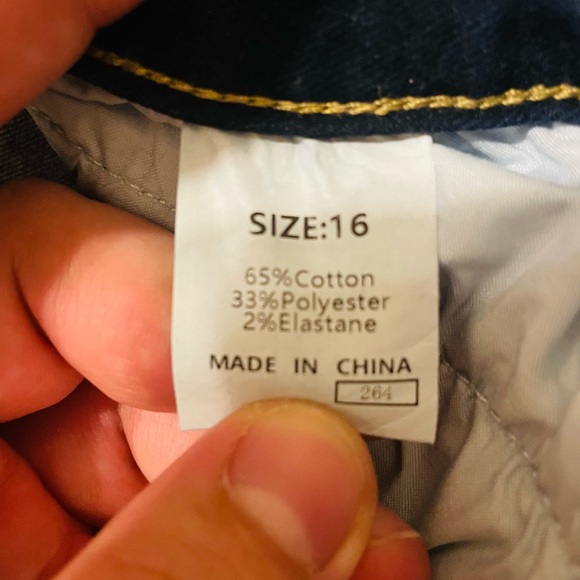 SIZE:16
65%Cotton
33%Polyester
2%Elastane
MADE IN CHINA
264